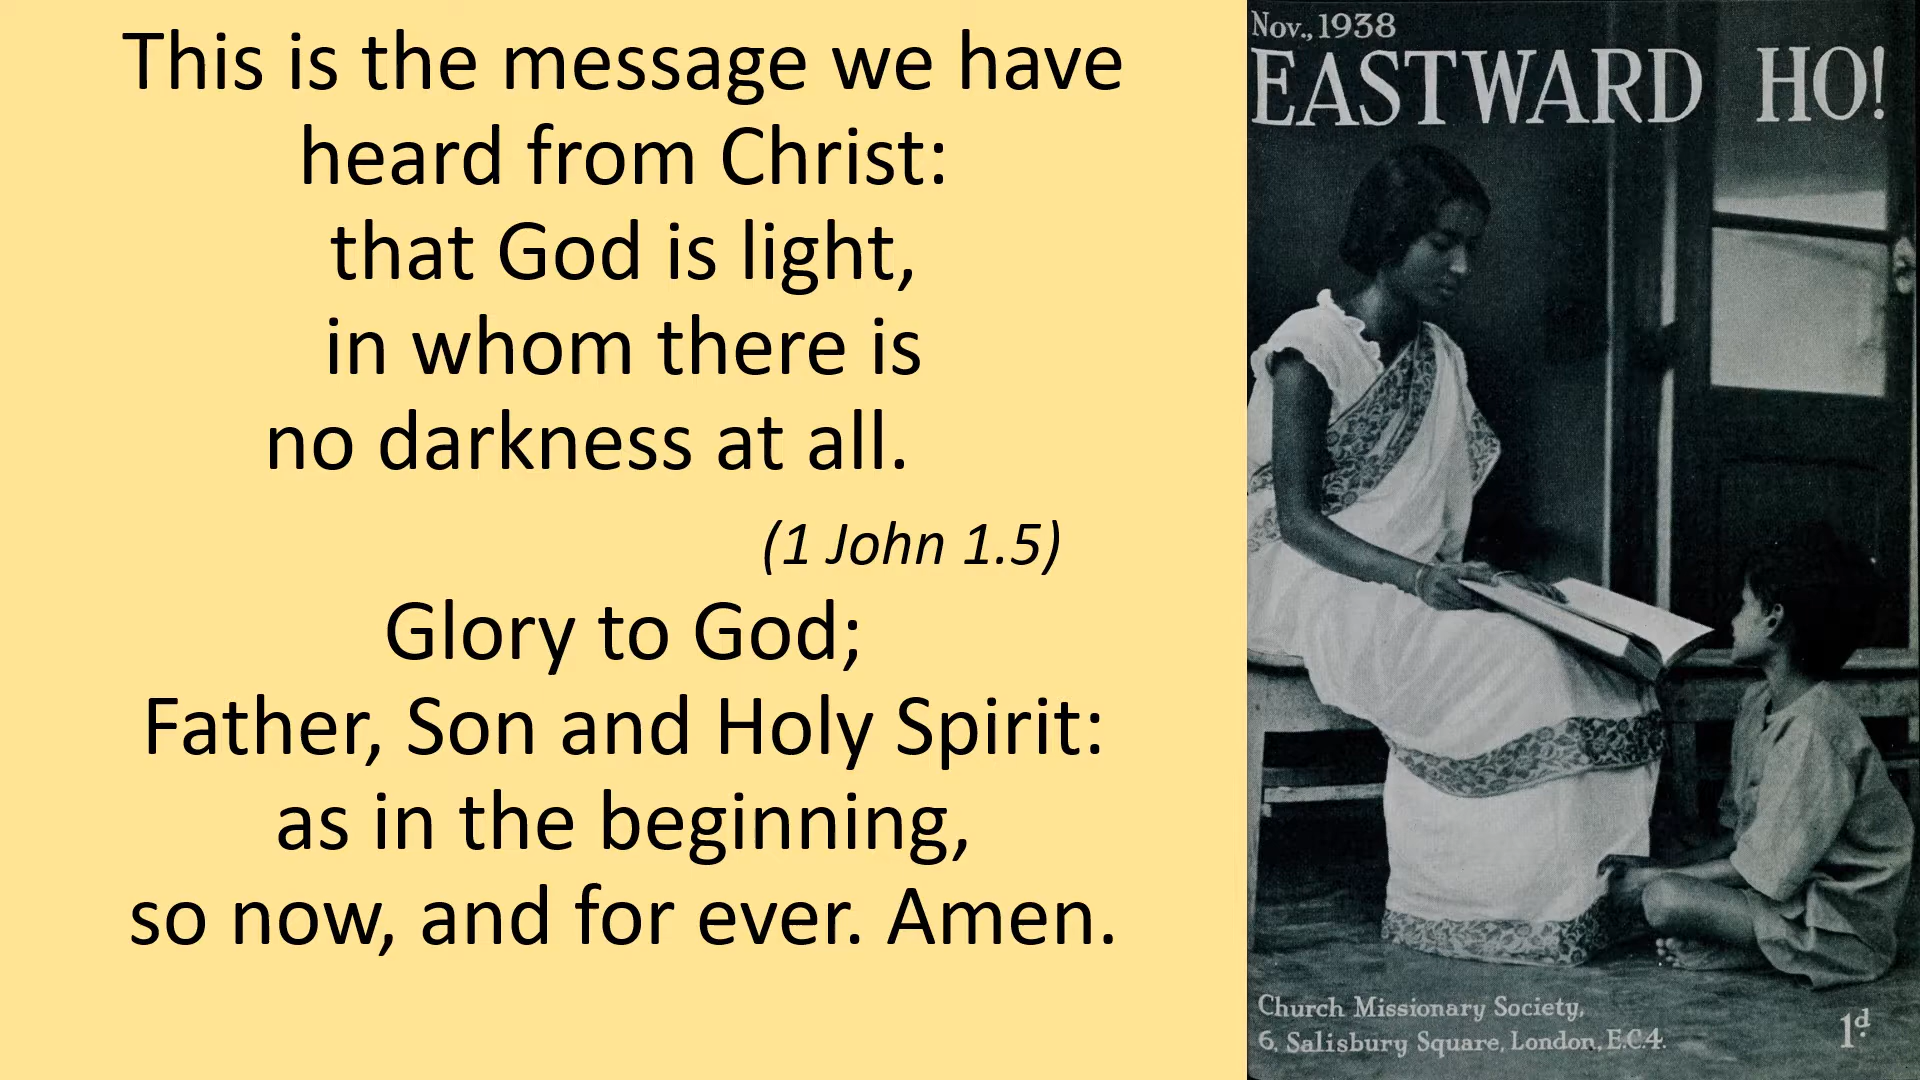 This is the message we have
heard from Christ:
that God is light,
in whom there is
no darkness at all.
(1 John 1.5)
Glory to God;
Father, Son and Holy Spirit:
as in the beginning,
so now, and for ever. Amen.
Nov., 1938
EASTWARD HO!
Church Missionary Society,
6, Salisbury Square, London, E.C.4.
1d.